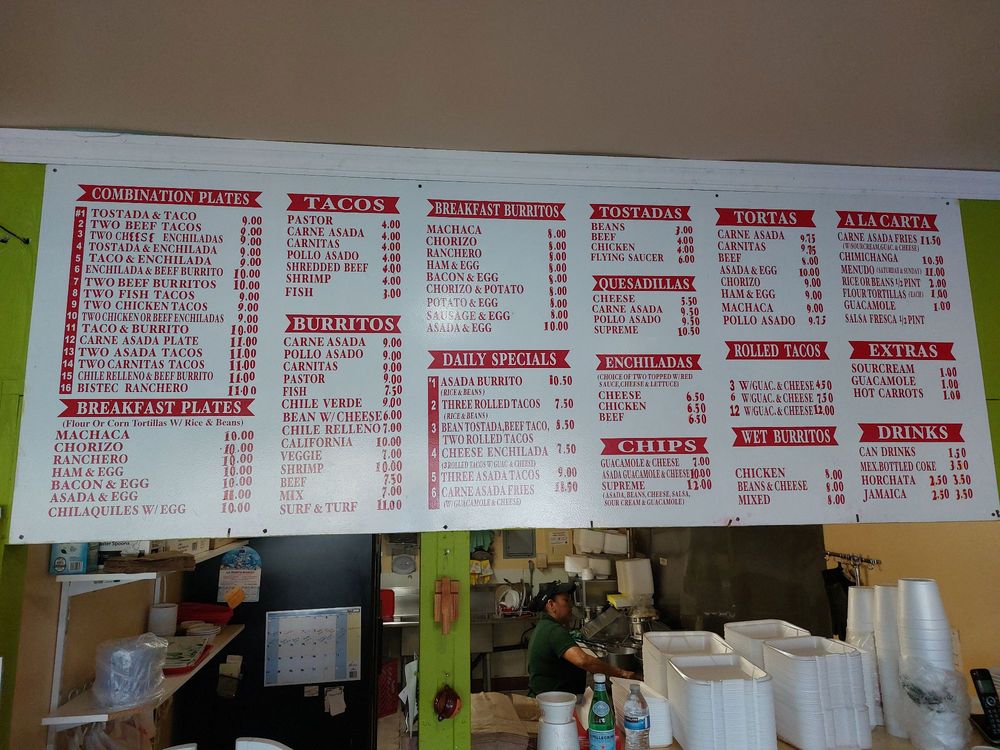 COMBINATION PLATES
#1 TOSTADA & TACO 9.00
2 TWO BEEF TACOS 9.00
3 TWO CHEESE ENCHILADAS 9.00
4 TOSTADA & ENCHILADA 9.00
5 TACO & ENCHILADA 9.00
6 ENCHILADA & BEEF BURRITO 10.00
7 TWO BEEF BURRITOS 10.00
8 TWO FISH TACOS 9.00
9 TWO CHICKEN TACOS 9.00
10 TWO CHICKEN OR BEEF ENCHILADAS 9.00
11 TACO & BURRITO 10.00
12 CARNE ASADA PLATE 11.00
13 TWO ASADA TACOS 11.00
14 TWO CARNITAS TACOS 11.00
15 CHILE RELLENO & BEEF BURRITO 11.00
16 BISTEC RANCHERO 11.00
BREAKFAST PLATES
(Flour Or Corn Tortillas W/ Rice & Beans)
MACHACA 10.00
CHORIZO 10.00
RANCHERO 10.00
HAM & EGG 10.00
BACON & EGG 10.00
ASADA & EGG 11.00
CHILAQUILES W/ EGG 10.00
TACOS
PASTOR 4.00
CARNE ASADA 4.00
CARNITAS 4.00
POLLO ASADO 4.00
SHREDDED BEEF 4.00
SHRIMP 4.00
FISH 3.00
BURRITOS
CARNE ASADA 9.00
POLLO ASADO 9.00
CARNITAS 9.00
PASTOR 9.00
FISH 7.50
CHILE VERDE 9.00
BEAN W/ CHEESE 6.00
CHILE RELLENO 7.00
CALIFORNIA 10.00
VEGGIE 7.00
SHRIMP 10.00
BEEF 7.50
MIX 7.00
SURF & TURF 11.00
BREAKFAST BURRITOS
MACHACA 8.00
CHORIZO 8.00
RANCHERO 8.00
HAM & EGG 8.00
BACON & EGG 8.00
CHORIZO & POTATO 8.00
POTATO & EGG 8.00
SAUSAGE & EGG 8.00
ASADA & EGG 10.00
DAILY SPECIALS
#1 ASADA BURRITO 10.50
(RICE & BEANS)
2 THREE ROLLED TACOS 7.50
(RICE & BEANS)
3 BEAN TOSTADA, BEEF TACO, 8.50
TWO ROLLED TACOS
4 CHEESE ENCHILADA 7.50
(3 ROLLED TACOS W/ GUAC & CHEESE)
5 THREE ASADA TACOS 9.00
6 CARNE ASADA FRIES 11.50
(W/ GUACAMOLE & CHEESE)
TOSTADAS
BEANS 3.00
BEEF 4.00
CHICKEN 4.00
FLYING SAUCER 6.00
QUESADILLAS
CHEESE 5.50
CARNE ASADA 9.50
POLLO ASADO 9.50
SUPREME 10.50
ENCHILADAS
(CHOICE OF TWO TOPPED W/ RED
SAUCE, CHEESE & LETTUCE)
CHEESE 6.50
CHICKEN 6.50
BEEF 6.50
CHIPS
GUACAMOLE & CHEESE 7.00
ASADA GUACAMOLE & CHEESE 10.00
SUPREME 12.00
(ASADA, BEANS, CHEESE, SALSA,
SOUR CREAM & GUACAMOLE)
TORTAS
CARNE ASADA 9.75
CARNITAS 9.75
BEEF 8.00
ASADA & EGG 10.00
CHORIZO 9.00
HAM & EGG 9.00
MACHACA 9.00
POLLO ASADO 9.75
ROLLED TACOS
3 W/GUAC. & CHEESE 4.50
6 W/GUAC. & CHEESE 7.50
12 W/GUAC. & CHEESE 12.00
WET BURRITOS
CHICKEN 8.00
BEANS & CHEESE 8.00
MIXED 8.00
A LA CARTA
CARNE ASADA FRIES 11.50
(W/ SOUR CREAM, GUAC. & CHEESE)
CHIMICHANGA 10.50
MENUDO (SATURDAY & SUNDAY) 11.00
RICE OR BEANS 1/2 PINT 2.00
FLOUR TORTILLAS (EACH) 1.00
GUACAMOLE 1.00
SALSA FRESCA 1/2 PINT
EXTRAS
SOURCREAM 1.00
GUACAMOLE 1.00
HOT CARROTS 1.00
DRINKS
CAN DRINKS 1.50
MEX. BOTTLED COKE 3.50
HORCHATA 2.50 3.50
JAMAICA 2.50 3.50